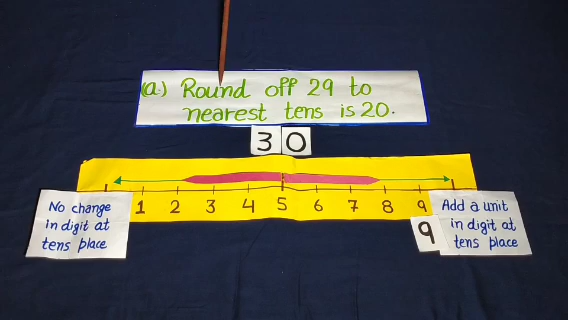 (a.) Round off 29 to
nearest tens is 20.
30
1 2 3 4 5 6 7 8 9
No change
in digit at
tens place
9
Add a unit
in digit at
tens place